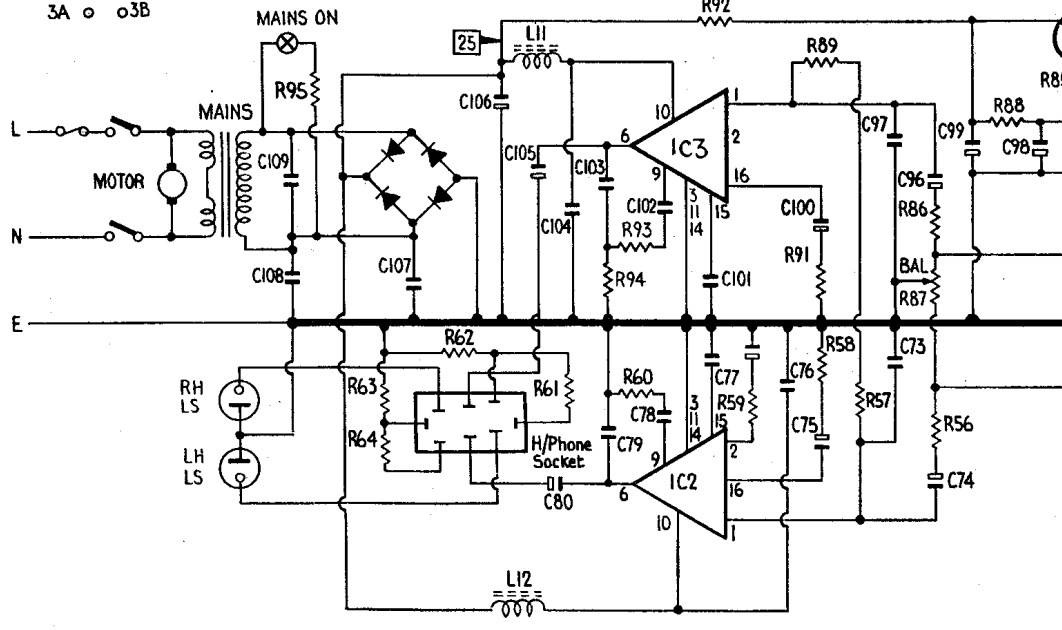 3A 3B
MAINS ON
R92
25
L11
R89
R95
C106
R85
MAINS
10
1
R88
L
C109
6
IC3
2
C97
C99
C98
C105
C103
MOTOR
9
16
C96
C102
3
11
14
15
C100
R86
N
C104
R93
C108
C107
R94
C101
R91
BAL
R87
E
R62
R58
C73
RH
LS
R63
R61
R60
C77
C76
R57
C78
3
11
14
R59
C75
R56
R64
C79
15
LH
LS
H/Phone
Socket
9
2
IC2
C74
6
16
C80
10
1
L12